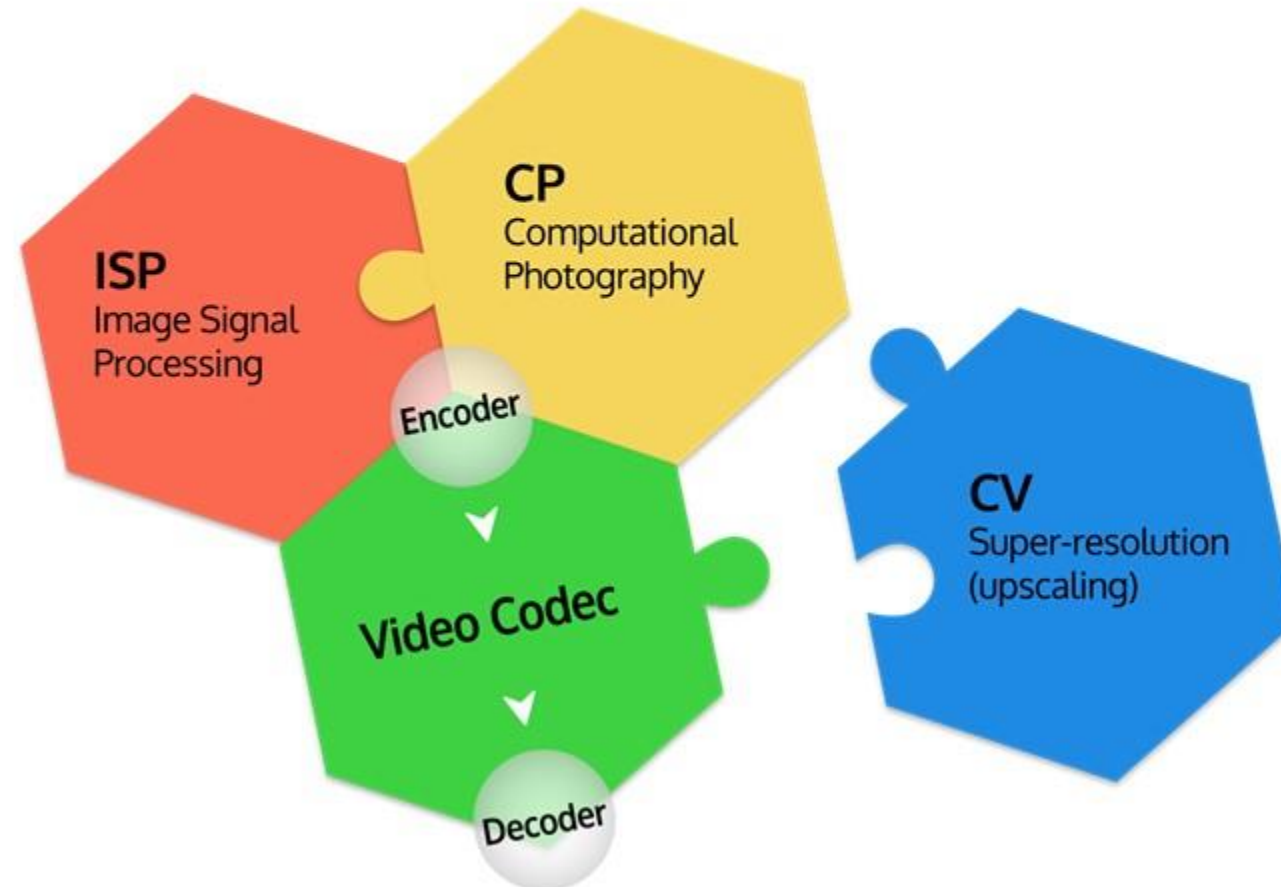 CP
Computational
Photography
ISP
Image Signal
Processing
Encoder
Video Codec
Decoder
CV
Super-resolution
(upscaling)